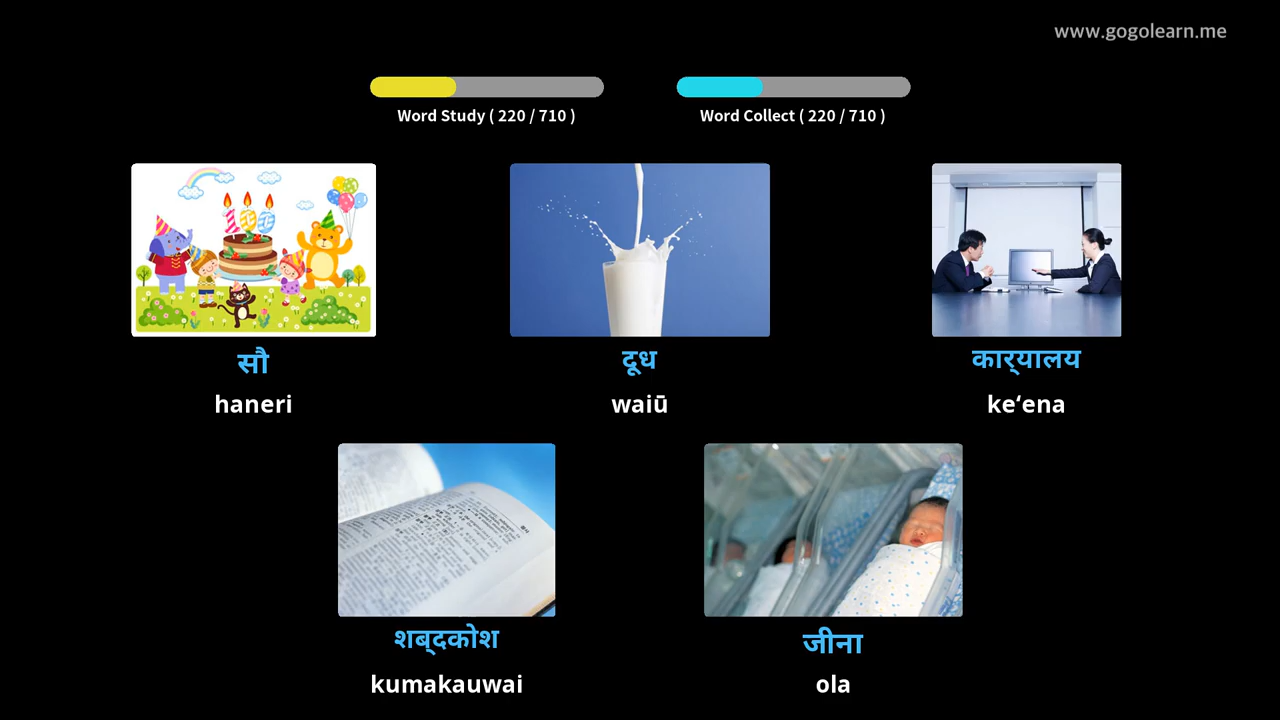 www.gogolearn.me
Word Study ( 220 / 710 )
Word Collect ( 220 / 710 )
100
सौ
haneri
दूध
waiū
कार्‍यालय
keʻena
शब्‌दकोश
kumakauwai
जीना
ola